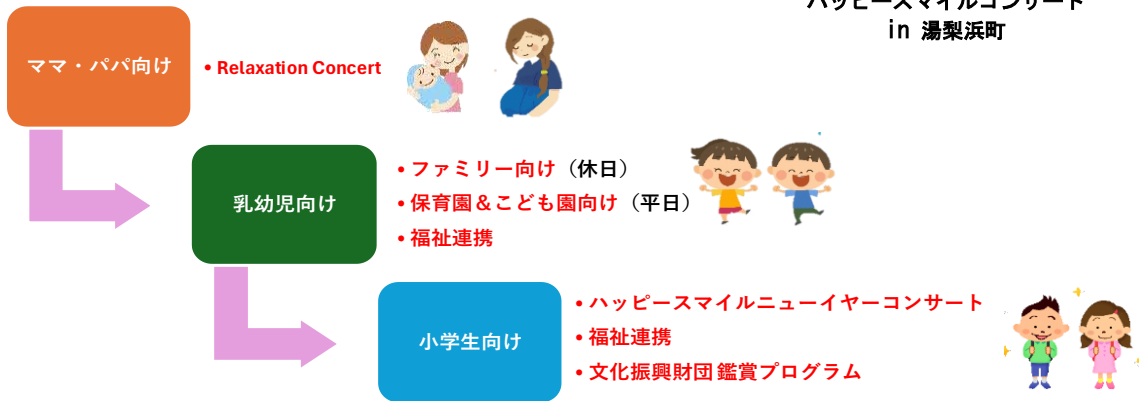 ハッピースマイルコンサート
in 湯梨浜町
ママ・パパ向け
• Relaxation Concert
乳幼児向け
• ファミリー向け（休日）
• 保育園＆こども園向け（平日）
• 福祉連携
小学生向け
• ハッピースマイルニューイヤーコンサート
• 福祉連携
• 文化振興財団 鑑賞プログラム